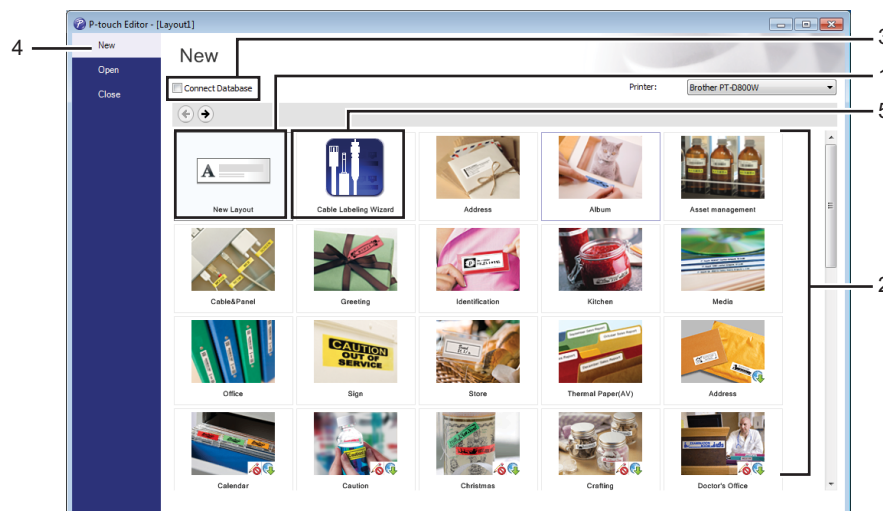 P-touch Editor - [Layout1]
4
New
Open
Close
New
3
Connect Database
Printer:
Brother PT-D800W
1
5
A
New Layout
Cable Labeling Wizard
Address
Album
Asset management
Cable&Panel
Greeting
Identification
Kitchen
Media
2
CAUTION
OUT OF
SERVICE
Office
Sign
Store
Thermal Paper(AV)
Address
Calendar
Caution
Christmas
Crafting
Doctor's Office